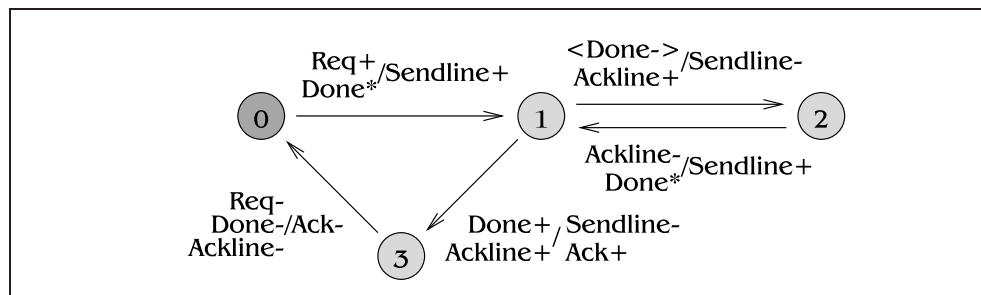 Req+
Done*/Sendline+
<Done->
Ackline+/Sendline-
0
1
2
Ackline-
Done*/Sendline+
Req-
Done-/Ack-
Ackline-
3
Done+ / Sendline-
Ackline+ Ack+